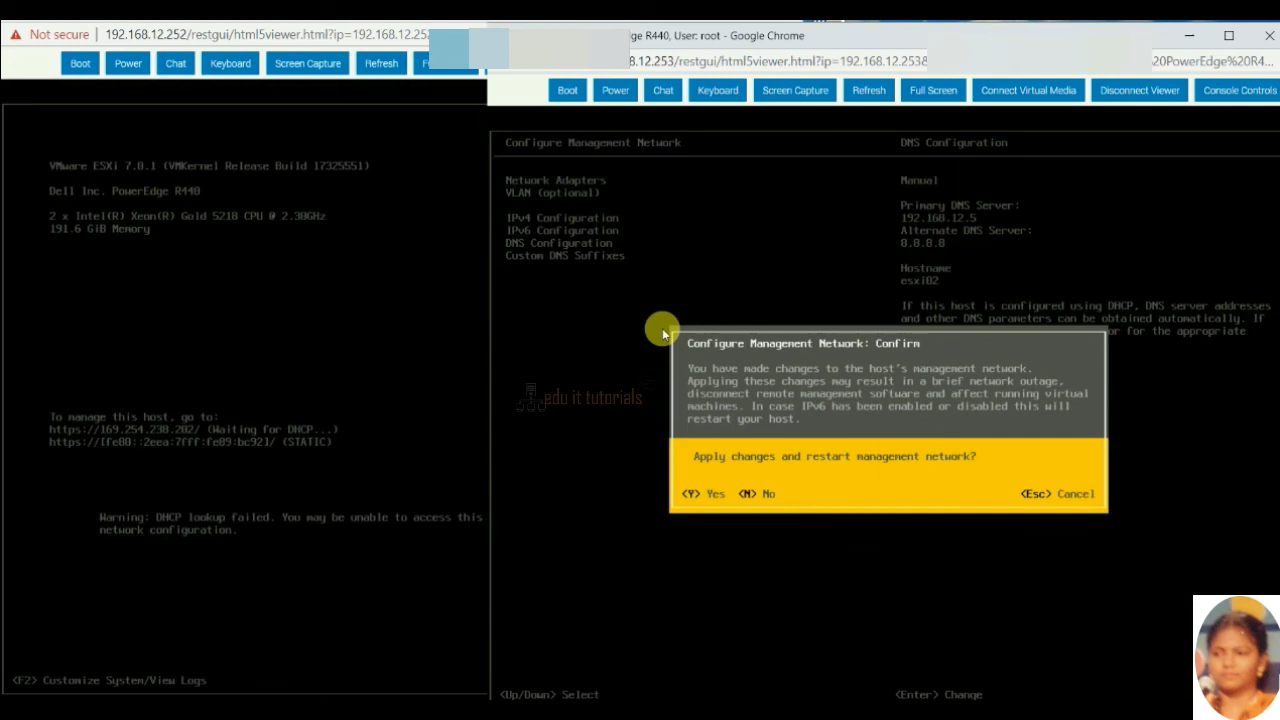 Not secure
192.168.12.252/restgui/html5viewer.html?ip=192.168.12.25
Boot
Power
Chat
Keyboard
Screen Capture
Refresh
VMware ESXi 7.0.1 (VMKernel Release Build 17325551)
Dell Inc. PowerEdge R440
2 x Intel(R) Xeon(R) Gold 5218 CPU @ 2.30GHz
191.6 GiB Memory
To manage this host, go to:
https://169.254.238.202/ (Waiting for DHCP...)
https://[fe80::2eea:7fff:fe89:bc92]/ (STATIC)
Warning: DHCP lookup failed. You may be unable to access this
network configuration.
<F2> Customize System/View Logs
ge R440, User: root - Google Chrome
8.12.253/restgui/html5viewer.html?ip=192.168.12.2538
20PowerEdge%20R4...
Boot
Power
Chat
Keyboard
Screen Capture
Refresh
Full Screen
Connect Virtual Media
Disconnect Viewer
Console Controls
Configure Management Network
DNS Configuration
Network Adapters
VLAN (optional)
IPv4 Configuration
IPv6 Configuration
DNS Configuration
Custom DNS Suffixes
Manual
Primary DNS Server:
192.168.12.5
Alternate DNS Server:
8.8.8.8
Hostname
esxi02
If this host is configured using DHCP, DNS server addresses
and other DNS parameters can be obtained automatically. If
or for the appropriate
Configure Management Network: Confirm
You have made changes to the host's management network.
Applying these changes may result in a brief network outage,
disconnect remote management software and affect running virtual
machines. In case IPv6 has been enabled or disabled this will
restart your host.
Apply changes and restart management network?
<Y> Yes <N> No
<Esc> Cancel
edu it tutorials
<Up/Down> Select
<Enter> Change